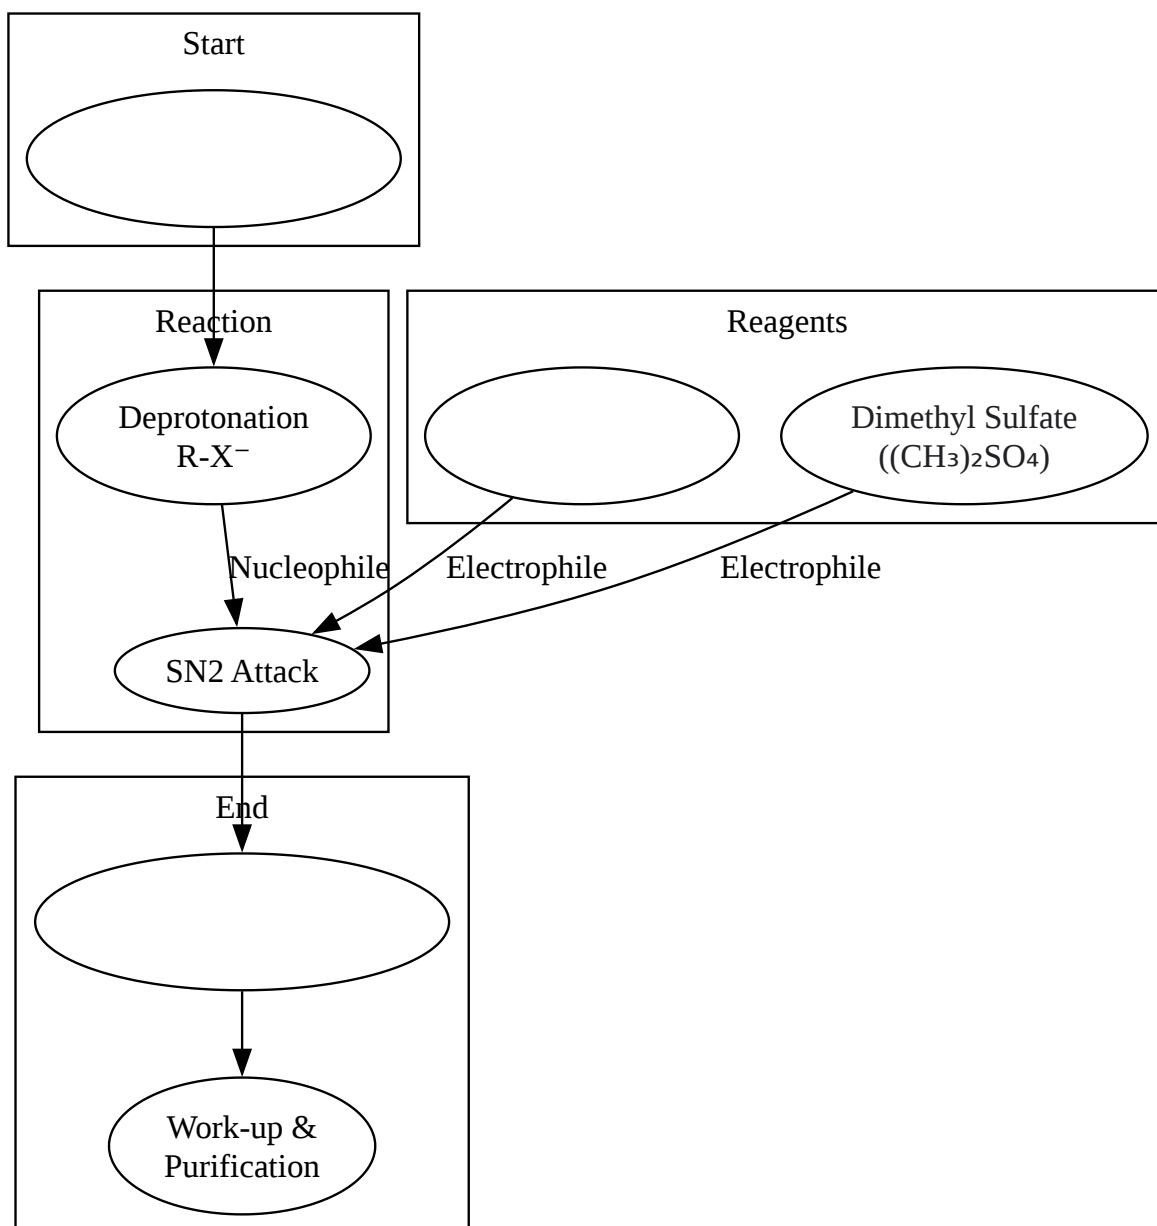 Start
Reaction
Reagents
Deprotonation
R-X⁻
Dimethyl Sulfate
((CH₃)₂SO₄)
Nucleophile
Electrophile
Electrophile
SN2 Attack
End
Work-up &
Purification